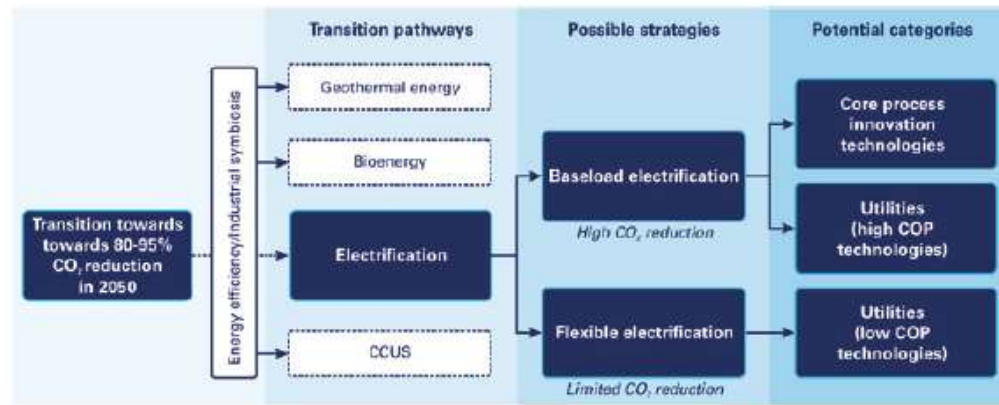 Transition pathways
Possible strategies
Potential categories
Transition towards
towards 80-95%
CO₂ reduction
in 2050
Energy efficiency/Industrial symbiosis
Geothermal energy
Bioenergy
Electrification
CCUS
Baseload electrification
High CO₂ reduction
Flexible electrification
Limited CO₂ reduction
Core process
innovation
technologies
Utilities
(high COP
technologies)
Utilities
(low COP
technologies)